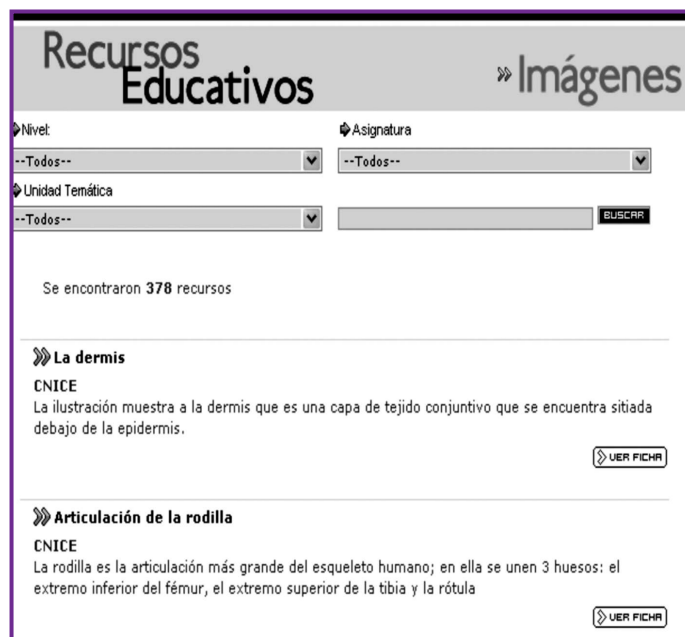 Recursos
Educativos
» Imágenes
Nivel:
Asignatura
--Todos--
--Todos--
Unidad Temática
--Todos--
BUSCAR
Se encontraron 378 recursos
La dermis
CNICE
La ilustración muestra a la dermis que es una capa de tejido conjuntivo que se encuentra sitiada
debajo de la epidermis.
VER FICHA
Articulación de la rodilla
CNICE
La rodilla es la articulación más grande del esqueleto humano; en ella se unen 3 huesos: el
extremo inferior del fémur, el extremo superior de la tibia y la rótula
VER FICHA